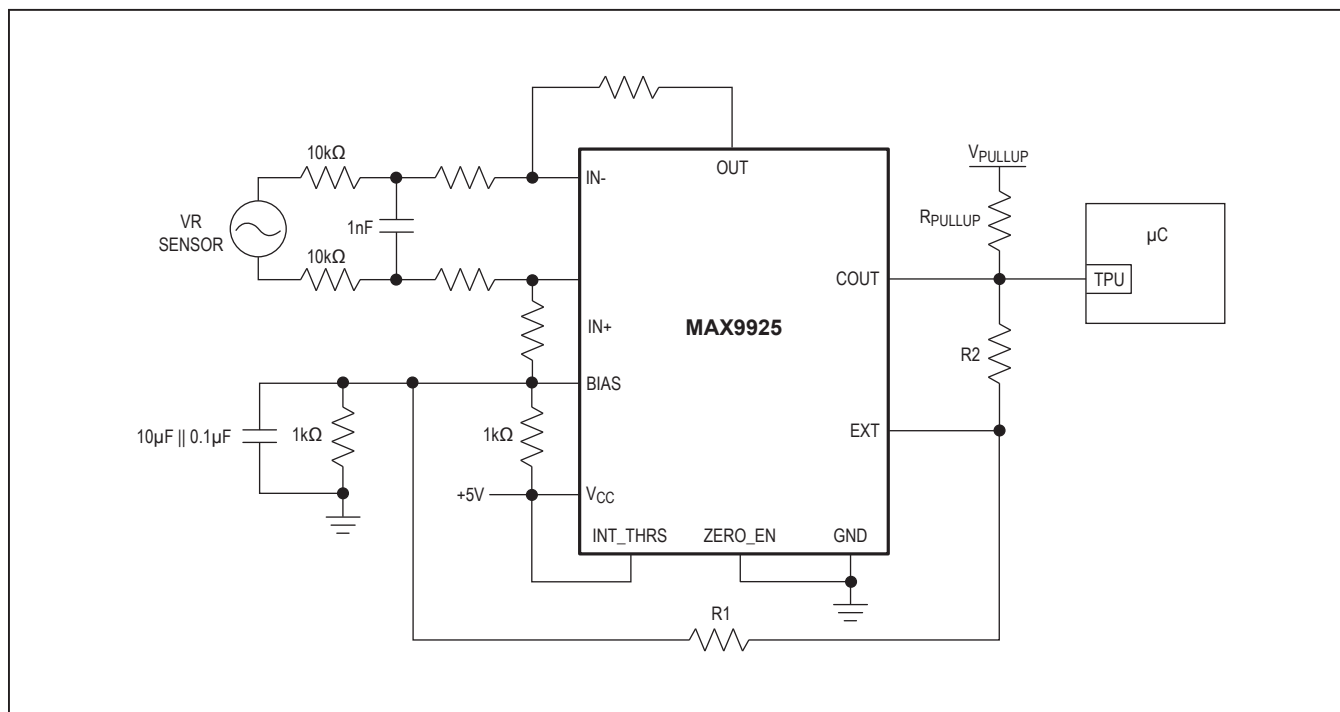 10kΩ
VR
SENSOR
1nF
10kΩ
10µF || 0.1µF
1kΩ
1kΩ
+5V
IN-
OUT
IN+
BIAS
VCC
INT_THRS
ZERO_EN
GND
MAX9925
COUT
EXT
VPULLUP
RPULLUP
R2
R1
µC
TPU